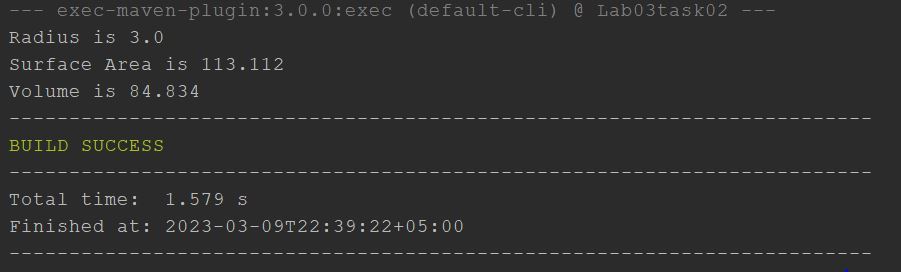 --- exec-maven-plugin:3.0.0:exec (default-cli) @ Lab03task02 ---
Radius is 3.0
Surface Area is 113.112
Volume is 84.834
------------------------------------------------------------------------
BUILD SUCCESS
------------------------------------------------------------------------
Total time:  1.579 s
Finished at: 2023-03-09T22:39:22+05:00
------------------------------------------------------------------------